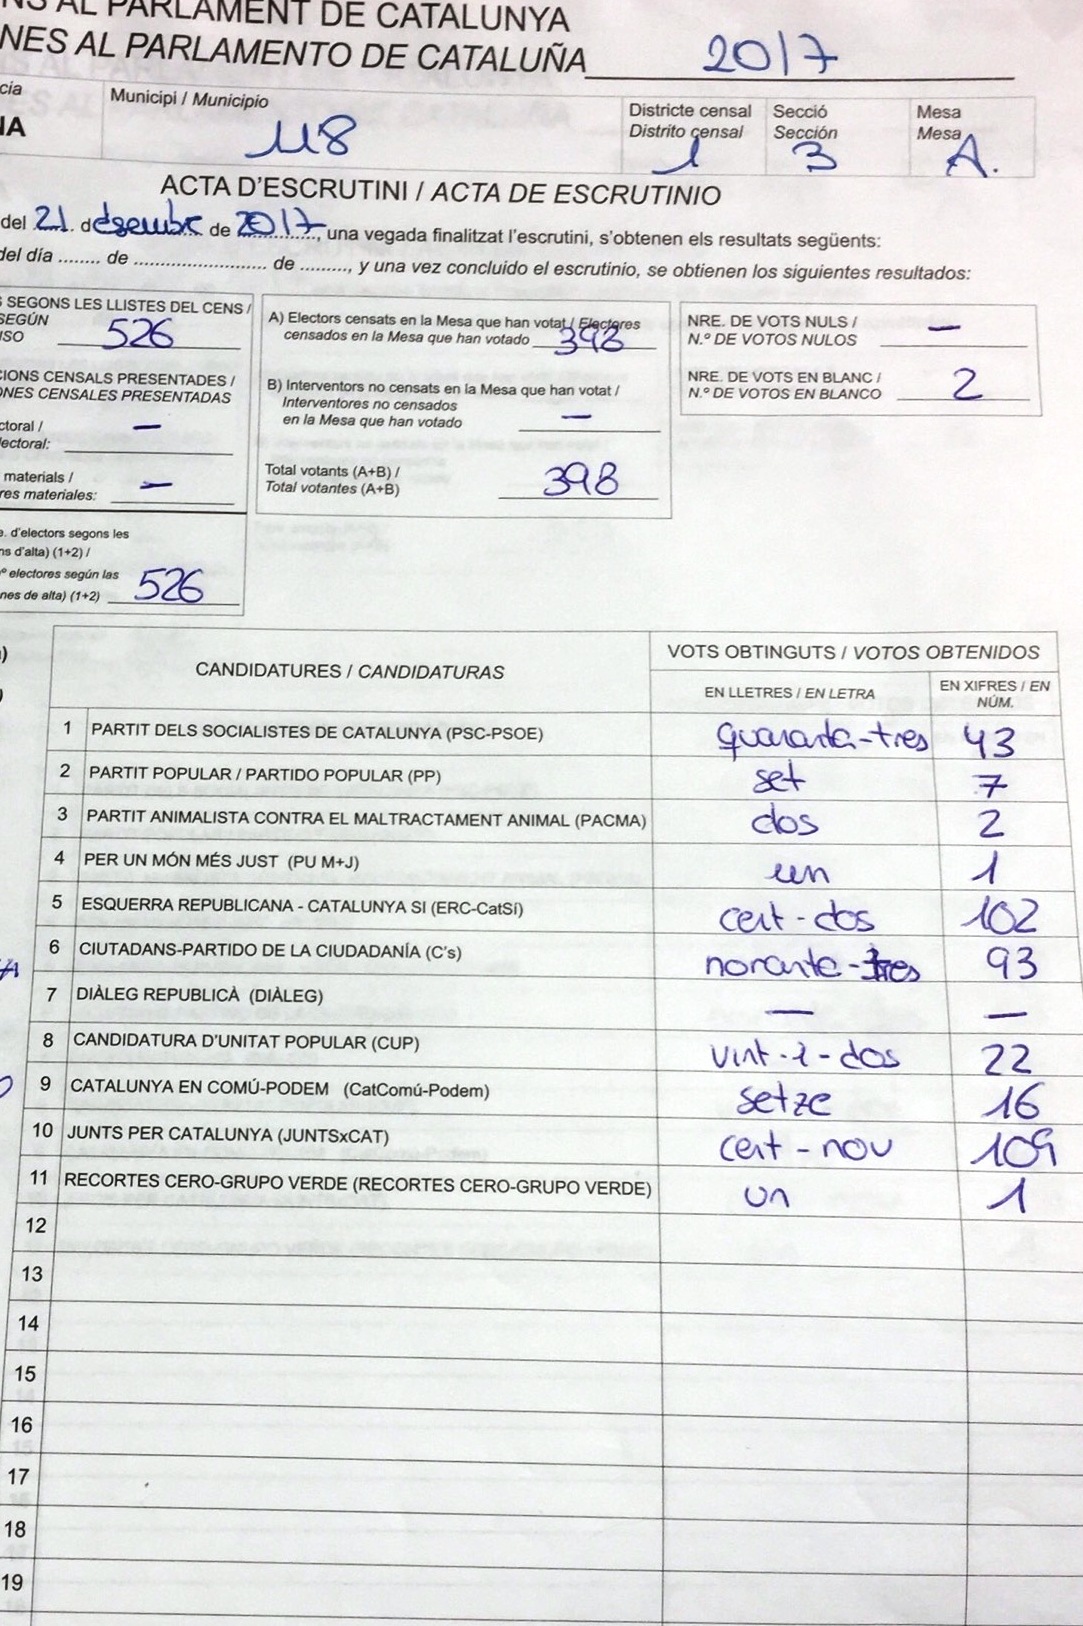 NS AL PARLAMENT DE CATALUNYA
NES AL PARLAMENTO DE CATALUÑA 2017
cia
NA
Municipi / Municipio
118
Districte censal
Distrito censal
1
Secció
Sección
3
Mesa
Mesa
A.
ACTA D'ESCRUTINI / ACTA DE ESCRUTINIO
del 21 desembre de 2017, una vegada finalitzat l'escrutini, s'obtenen els resultats següents:
del día ........ de ........................ de ........., y una vez concluido el escrutinio, se obtienen los siguientes resultados:
S SEGONS LES LLISTES DEL CENS /
SEGÚN
SO 526
CIONS CENSALS PRESENTADES /
ONES CENSALES PRESENTADAS
ctoral / —
lectoral:
materials / —
res materiales:
e. d'electors segons les
ns d'alta) (1+2) /
º electores según las
nes de alta) (1+2) 526
A) Electors censats en la Mesa que han votat / Electores
censados en la Mesa que han votado 398
B) Interventors no censats en la Mesa que han votat /
Interventores no censados
en la Mesa que han votado —
Total votants (A+B) /
Total votantes (A+B) 398
NRE. DE VOTS NULS / —
N.º DE VOTOS NULOS
NRE. DE VOTS EN BLANC /
N.º DE VOTOS EN BLANCO 2
CANDIDATURES / CANDIDATURAS
VOTS OBTINGUTS / VOTOS OBTENIDOS
EN LLETRES / EN LETRA
EN XIFRES / EN
NÚM.
1 PARTIT DELS SOCIALISTES DE CATALUNYA (PSC-PSOE) quaranta-tres 43
2 PARTIT POPULAR / PARTIDO POPULAR (PP) set 7
3 PARTIT ANIMALISTA CONTRA EL MALTRACTAMENT ANIMAL (PACMA) dos 2
4 PER UN MÓN MÉS JUST (PU M+J) un 1
5 ESQUERRA REPUBLICANA - CATALUNYA SI (ERC-CatSí) cent-dos 102
6 CIUTADANS-PARTIDO DE LA CIUDADANÍA (C's) noranta-tres 93
7 DIÀLEG REPUBLICÀ (DIÀLEG) — —
8 CANDIDATURA D'UNITAT POPULAR (CUP) vint-i-dos 22
9 CATALUNYA EN COMÚ-PODEM (CatComú-Podem) setze 16
10 JUNTS PER CATALUNYA (JUNTSxCAT) cent-nou 109
11 RECORTES CERO-GRUPO VERDE (RECORTES CERO-GRUPO VERDE) un 1
12
13
14
15
16
17
18
19